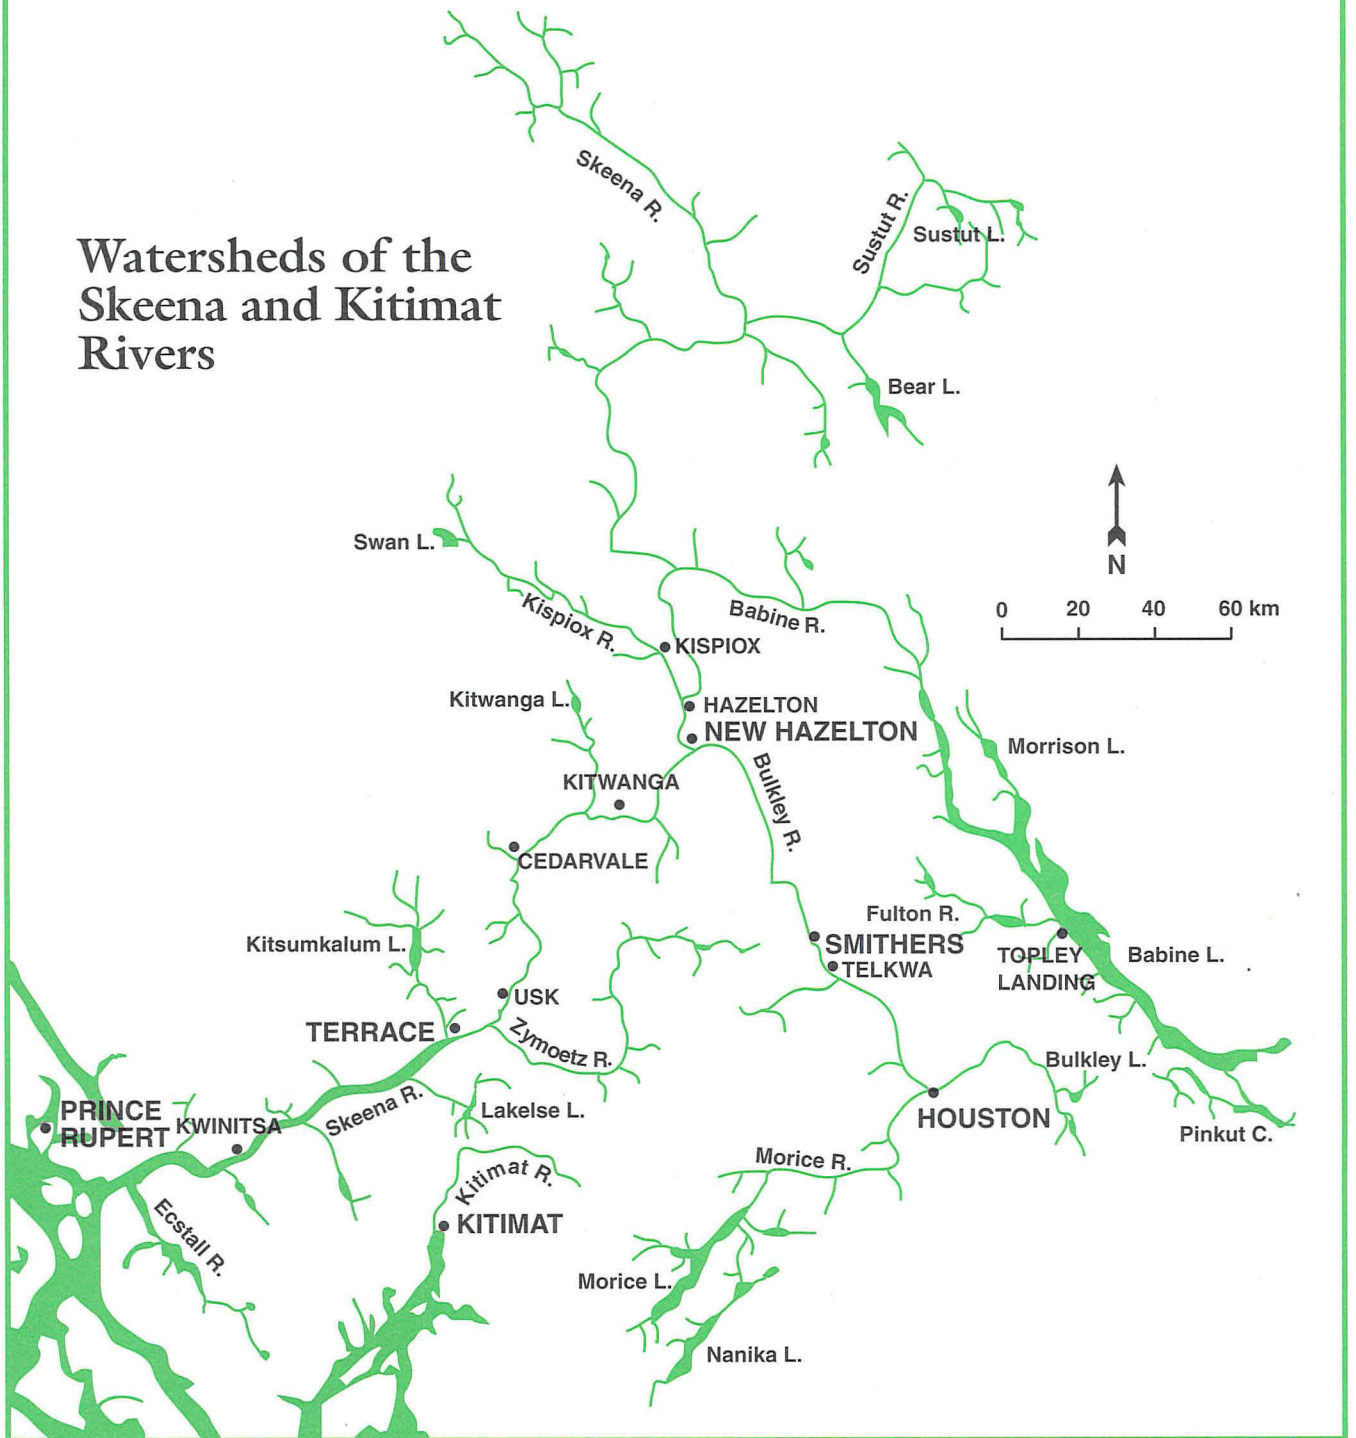 Skeena R.
Sustut R.
Sustut L.
Watersheds of the
Skeena and Kitimat
Rivers
Bear L.
Swan L.
N
0 20 40 60 km
Kispiox R.
Babine R.
KISPIOX
Kitwanga L.
HAZELTON
NEW HAZELTON
Morrison L.
KITWANGA
Bulkley R.
CEDARVALE
Fulton R.
Kitsumkalum L.
SMITHERS
TOPLEY
LANDING
Babine L.
TELKWA
USK
TERRACE
Zymoetz R.
Bulkley L.
PRINCE
RUPERT
KWINITSA
Skeena R.
Lakelse L.
HOUSTON
Pinkut C.
Morice R.
Kitimat R.
Ecstall R.
KITIMAT
Morice L.
Nanika L.